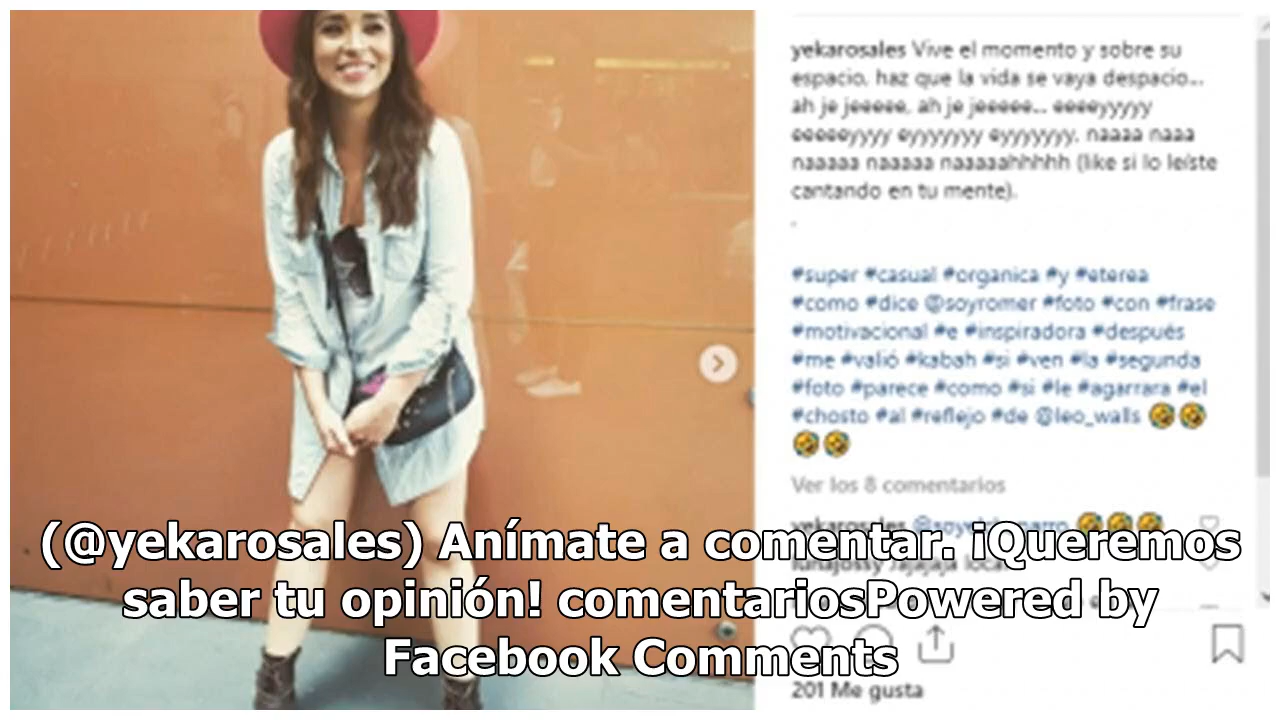 yekarosales Vive el momento y sobre su
espacio, haz que la vida se vaya despacio...
ah je jeeeee, ah je jeeeee... eeeeyyyyy
eeeeeyyyy eyyyyyyy eyyyyyyy, naaaa naaa
naaaaa naaaaa naaaaahhhhh (like si lo leíste
cantando en tu mente).
.
#super #casual #organica #y #eterea
#como #dice @soyromer #foto #con #frase
#motivacional #e #inspiradora #después
#me #valió #kabah #si #ven #la #segunda
#foto #parece #como #si #le #agarrara #el
#chosto #al #reflejo #de @leo_walls 🤣🤣
🤣🤣
Ver los 8 comentarios
yekarosales 🤣🤣🤣
lunajossy Jajajaja loca
(@yekarosales) Anímate a comentar. ¡Queremos
saber tu opinión! comentariosPowered by
Facebook Comments
201 Me gusta